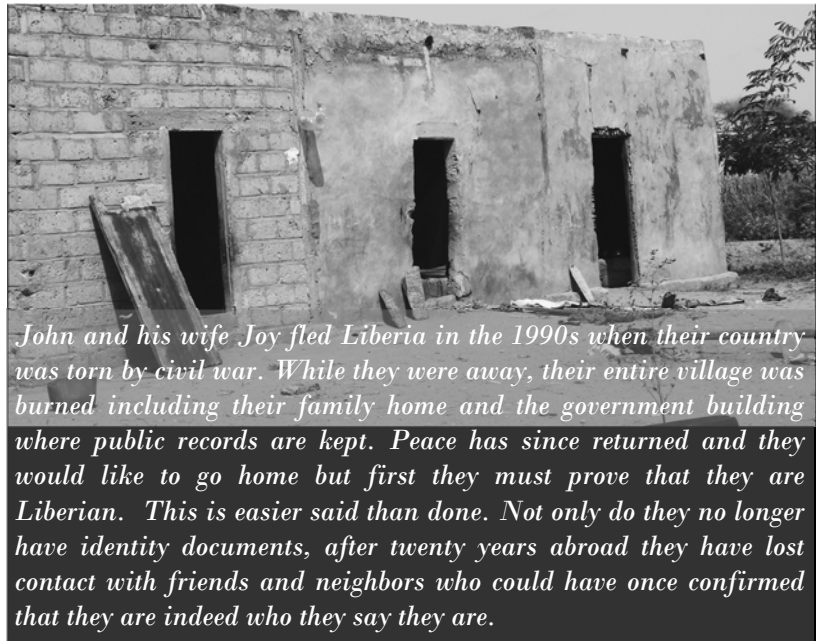 John and his wife Joy fled Liberia in the 1990s when their country
was torn by civil war. While they were away, their entire village was
burned including their family home and the government building
where public records are kept. Peace has since returned and they
would like to go home but first they must prove that they are
Liberian.  This is easier said than done. Not only do they no longer
have identity documents, after twenty years abroad they have lost
contact with friends and neighbors who could have once confirmed
that they are indeed who they say they are.